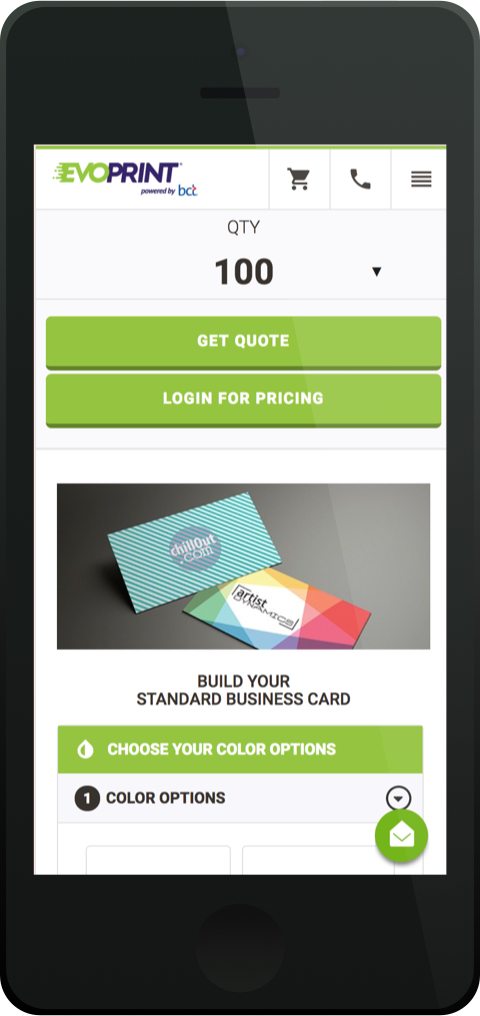 EVOPRINT
powered by bct
QTY
100
GET QUOTE
LOGIN FOR PRICING
chillOut
.com
artist
DYNAMICS
BUILD YOUR
STANDARD BUSINESS CARD
CHOOSE YOUR COLOR OPTIONS
1 COLOR OPTIONS